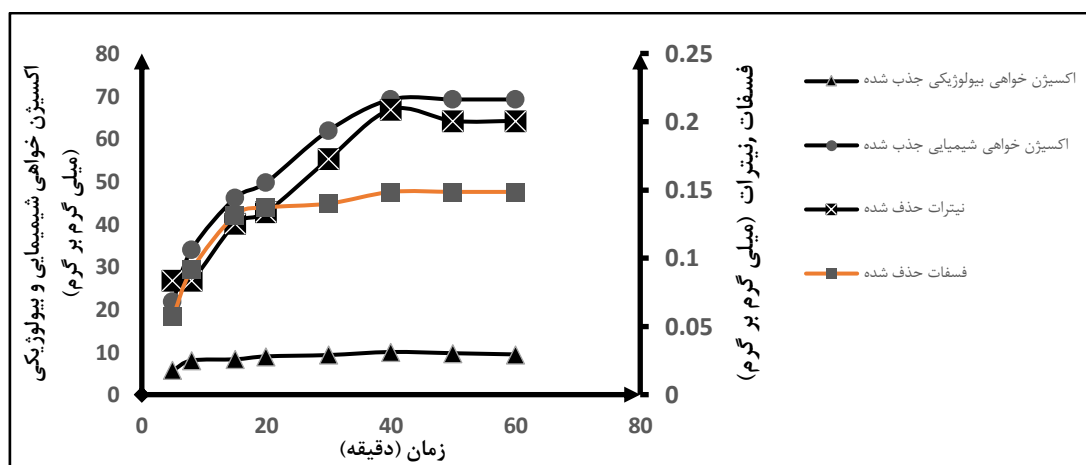 اکسیژن خواهی شیمیمایی و بیولوژیکی
(میلی گرم بر گرم)
80
70
60
50
40
30
20
10
0
0
20
40
60
80
زمان (دقیقه)
0.25
0.2
0.15
0.1
0.05
0
فسفات ,نیترات (میلی گرم بر گرم)
اکسیژن خواهی بیولوژیکی جذب شده
اکسیژن خواهی شیمیایی جذب شده
نیترات حذف شده
فسفات حذف شده